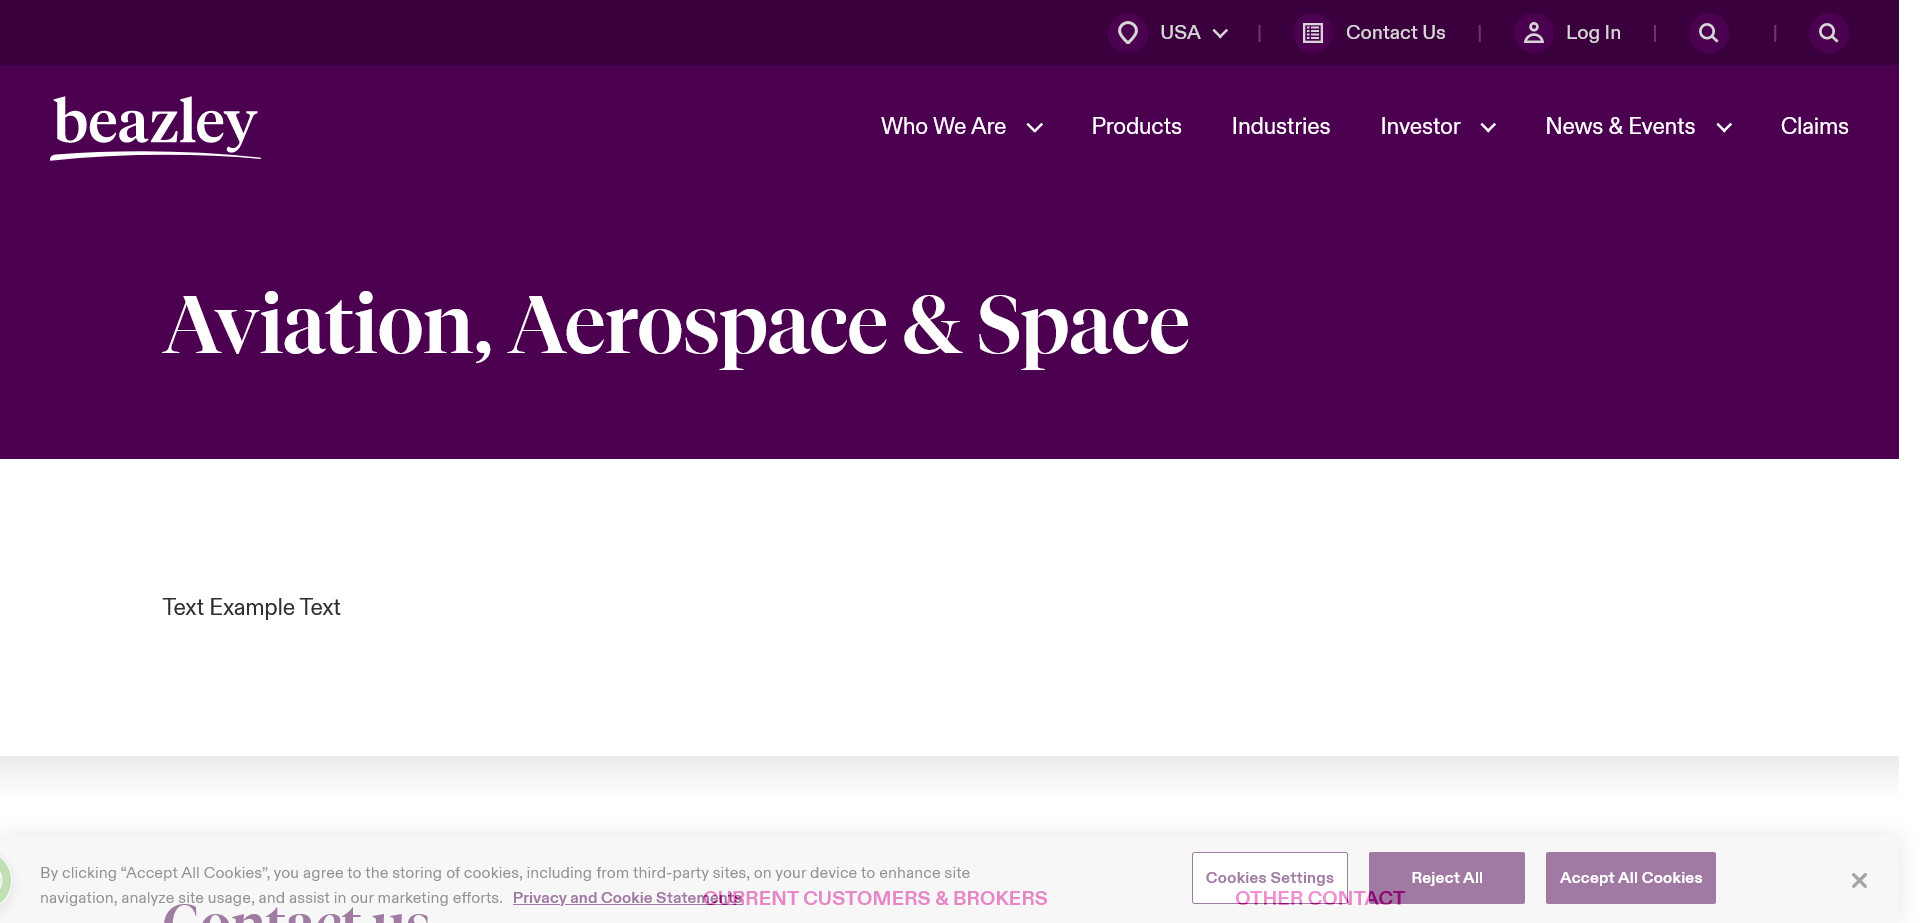 USA
Contact Us
Log In
beazley
Who We Are
Products
Industries
Investor
News & Events
Claims
Aviation, Aerospace & Space
Text Example Text
By clicking “Accept All Cookies”, you agree to the storing of cookies, including from third-party sites, on your device to enhance site
navigation, analyze site usage, and assist in our marketing efforts. Privacy and Cookie Statements
Cookies Settings
Reject All
Accept All Cookies
Contact us
CURRENT CUSTOMERS & BROKERS
OTHER CONTACT